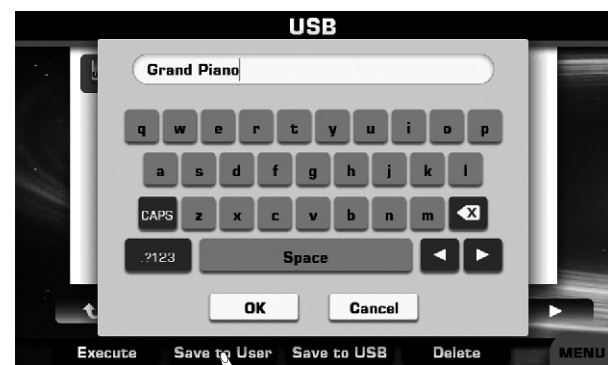 USB
Grand Piano
q w e r t y u i o p
a s d f g h j k l
CAPS z x c v b n m
.?123 Space
OK Cancel
Execute Save to User Save to USB Delete MENU